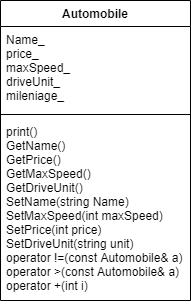 Automobile
Name_
price_
maxSpeed_
driveUnit_
mileniage_
print()
GetName()
GetPrice()
GetMaxSpeed()
GetDriveUnit()
SetName(string Name)
SetMaxSpeed(int maxSpeed)
SetPrice(int price)
SetDriveUnit(string unit)
operator !=(const Automobile& a)
operator >(const Automobile& a)
operator +(int i)